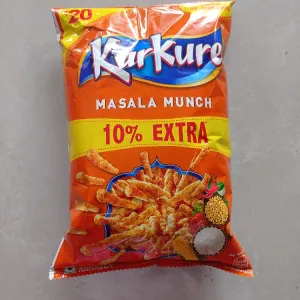 20
KurKure
MASALA MUNCH
10% EXTRA